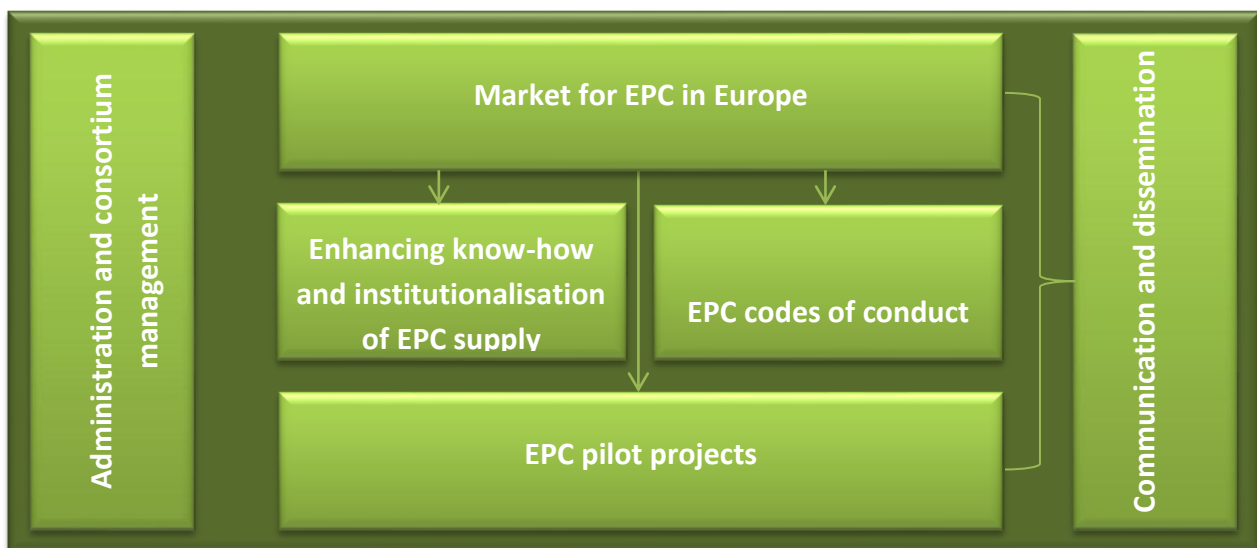 Administration and consortium
management
Market for EPC in Europe
Enhancing know-how
and institutionalisation
of EPC supply
EPC codes of conduct
EPC pilot projects
Communication and dissemination